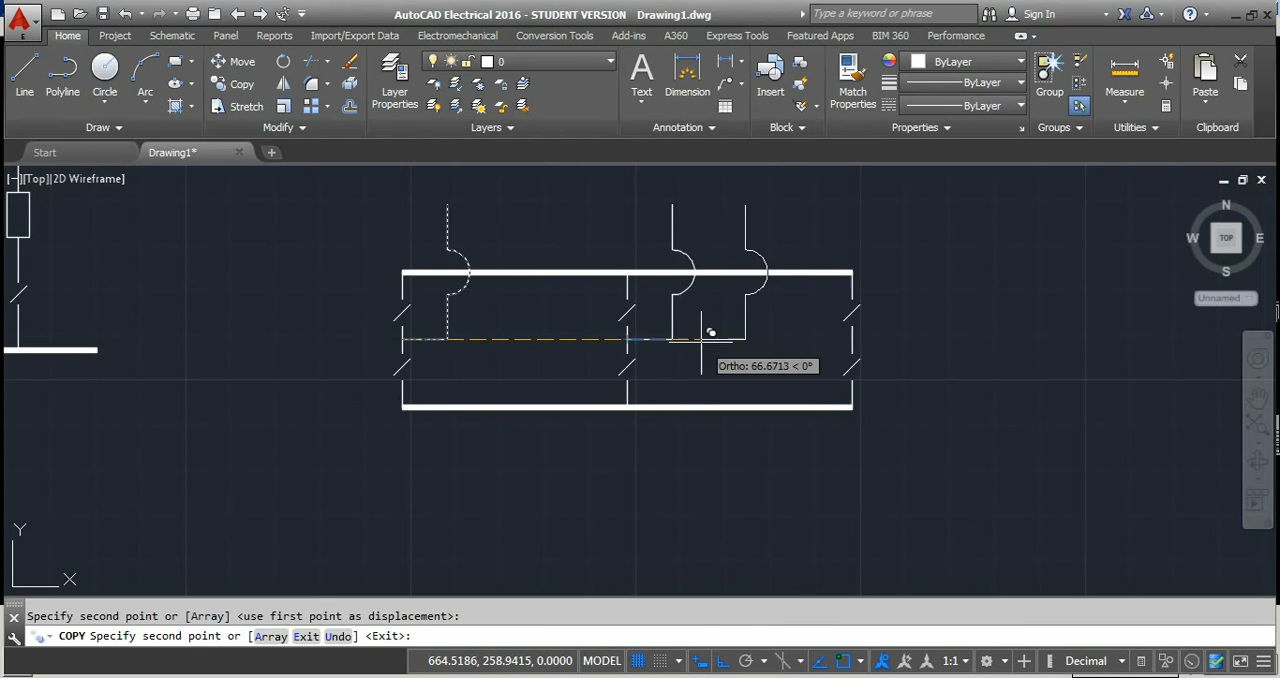 AutoCAD Electrical 2016 - STUDENT VERSION Drawing1.dwg
Type a keyword or phrase
Sign In
E
Home Project Schematic Panel Reports Import/Export Data Electromechanical Conversion Tools Add-ins A360 Express Tools Featured Apps BIM 360 Performance
Line Polyline Circle Arc
Move
Copy
Stretch
Layer Properties
0
Text Dimension
Insert
Match Properties
ByLayer
ByLayer
ByLayer
Group
Measure
Paste
Draw Modify Layers Annotation Block Properties Groups Utilities Clipboard
Start Drawing1*
[−][Top]|2D Wireframe]
N
W TOP E
S
Unnamed
Ortho: 66.6713 < 0°
Y
X
Specify second point or [Array] <use first point as displacement>:
COPY Specify second point or [Array Exit Undo] <Exit>:
664.5186, 258.9415, 0.0000 MODEL 1:1 Decimal